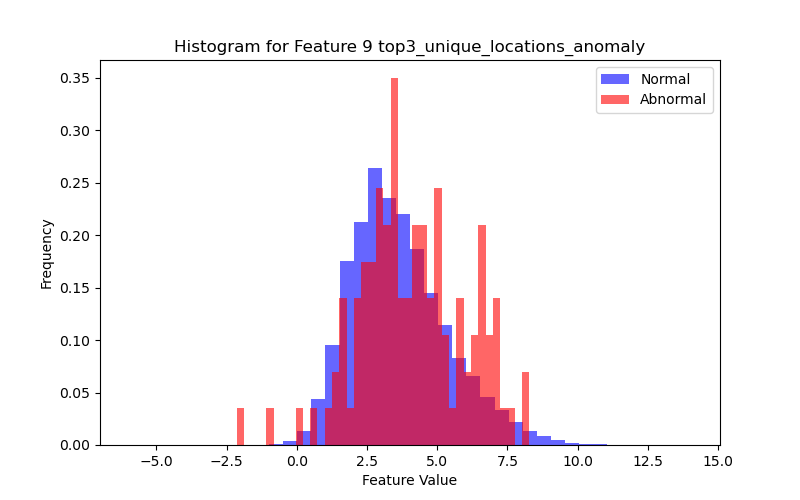 Histogram for Feature 9 top3_unique_locations_anomaly
Normal
Abnormal
Frequency
0.35
0.30
0.25
0.20
0.15
0.10
0.05
0.00
−5.0 −2.5 0.0 2.5 5.0 7.5 10.0 12.5 15.0
Feature Value